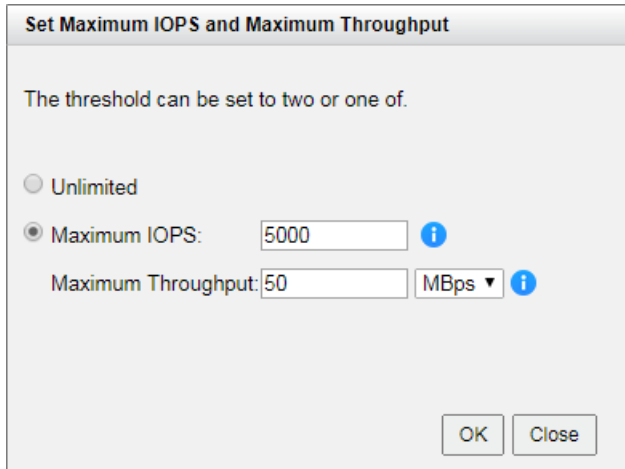 Set Maximum IOPS and Maximum Throughput
The threshold can be set to two or one of.
Unlimited
Maximum IOPS: 5000
Maximum Throughput: 50 MBps
OK Close